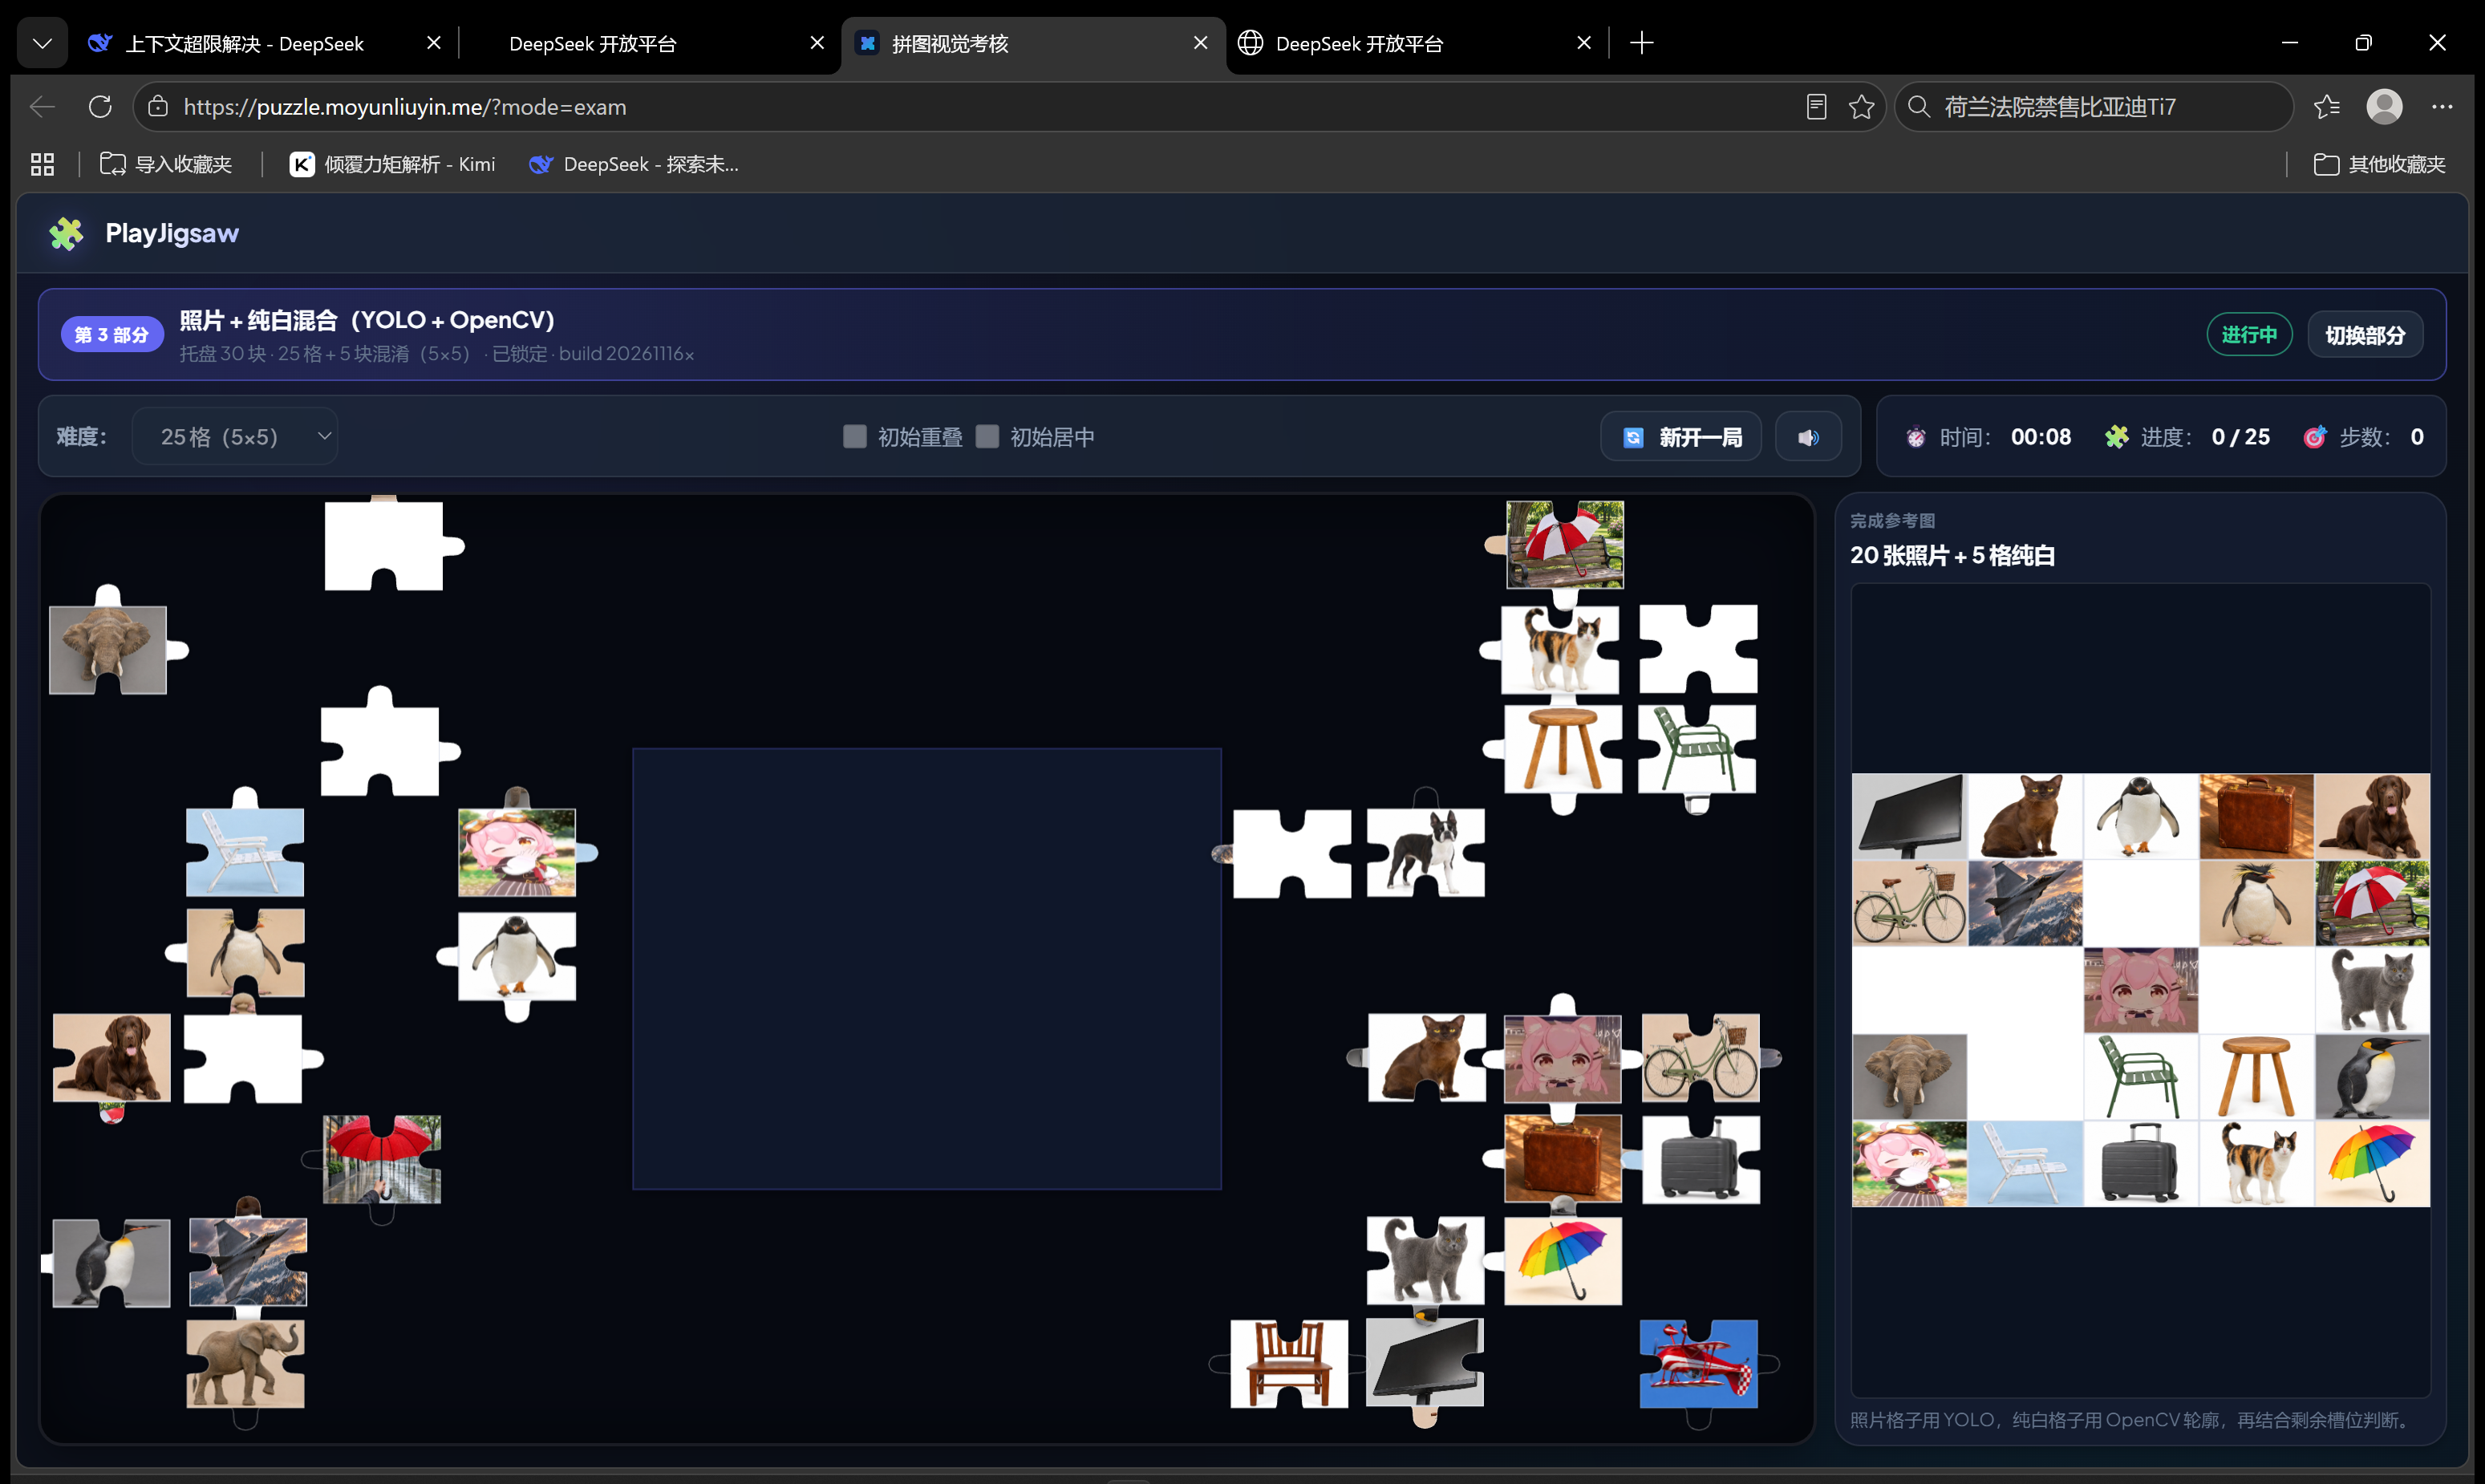 上下文超限解决 - DeepSeek
DeepSeek 开放平台
拼图视觉考核
DeepSeek 开放平台
https://puzzle.moyunliuyin.me/?mode=exam
荷兰法院禁售比亚迪Ti7
导入收藏夹
倾覆力矩解析 - Kimi
DeepSeek - 探索未...
其他收藏夹
PlayJigsaw
第 3 部分
照片 + 纯白混合（YOLO + OpenCV）
托盘 30 块 · 25 格 + 5 块混淆（5×5） · 已锁定 · build 20261116×
进行中
切换部分
难度：
25 格（5×5）
初始重叠
初始居中
新开一局
时间： 00:08
进度： 0 / 25
步数： 0
完成参考图
20 张照片 + 5 格纯白
照片格子用 YOLO，纯白格子用 OpenCV 轮廓，再结合剩余槽位判断。